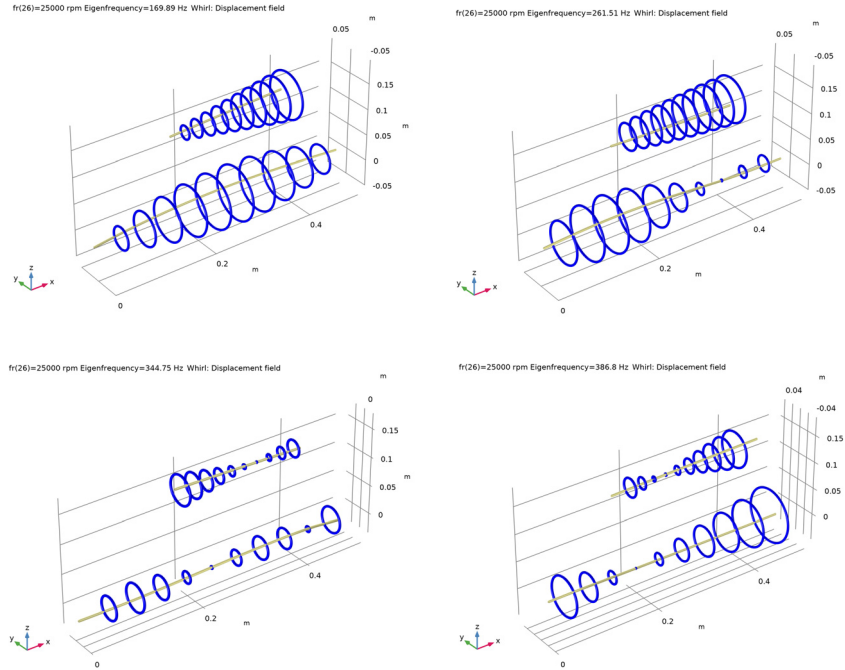 fr(26)=25000 rpm Eigenfrequency=169.89 Hz Whirl: Displacement field
m
0.05
-0.05
0.15
0.1
m
0.05
0
-0.05
0.4
0.2
m
0
z
y
x
fr(26)=25000 rpm Eigenfrequency=261.51 Hz Whirl: Displacement field
m
0.05
-0.05
0.15
0.1
0.05
0
-0.05
0.4
0.2
m
0
z
y
x
fr(26)=25000 rpm Eigenfrequency=344.75 Hz Whirl: Displacement field
m
0
0.15
0.1
m
0.05
0
0.4
0.2
m
0
z
y
x
fr(26)=25000 rpm Eigenfrequency=386.8 Hz Whirl: Displacement field
m
0.04
-0.04
0.15
0.1
0.05
0
0.4
0.2
m
0
z
y
x